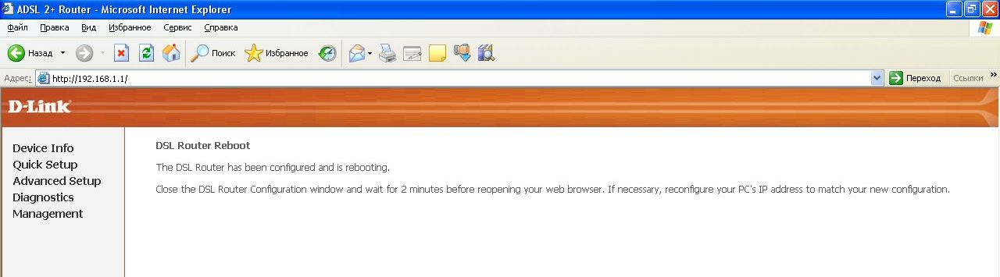 ADSL 2+ Router - Microsoft Internet Explorer
Файл Правка Вид Избранное Сервис Справка
Назад Поиск Избранное
Адрес: http://192.168.1.1/ Переход Ссылки »
D-Link
Device Info
Quick Setup
Advanced Setup
Diagnostics
Management
DSL Router Reboot
The DSL Router has been configured and is rebooting.
Close the DSL Router Configuration window and wait for 2 minutes before reopening your web browser. If necessary, reconfigure your PC's IP address to match your new configuration.